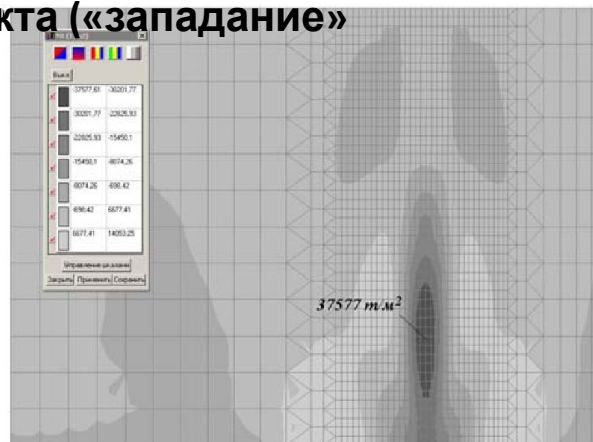 кта («западание»
Выкл
-37577,61 -30201,77
-30201,77 -22825,93
-22825,93 -15450,1
-15450,1 -8074,26
-8074,26 -698,42
-698,42 6677,41
6677,41 14053,25
Управление шкалами
Закрыть Применить Сохранить
37577 т/м²